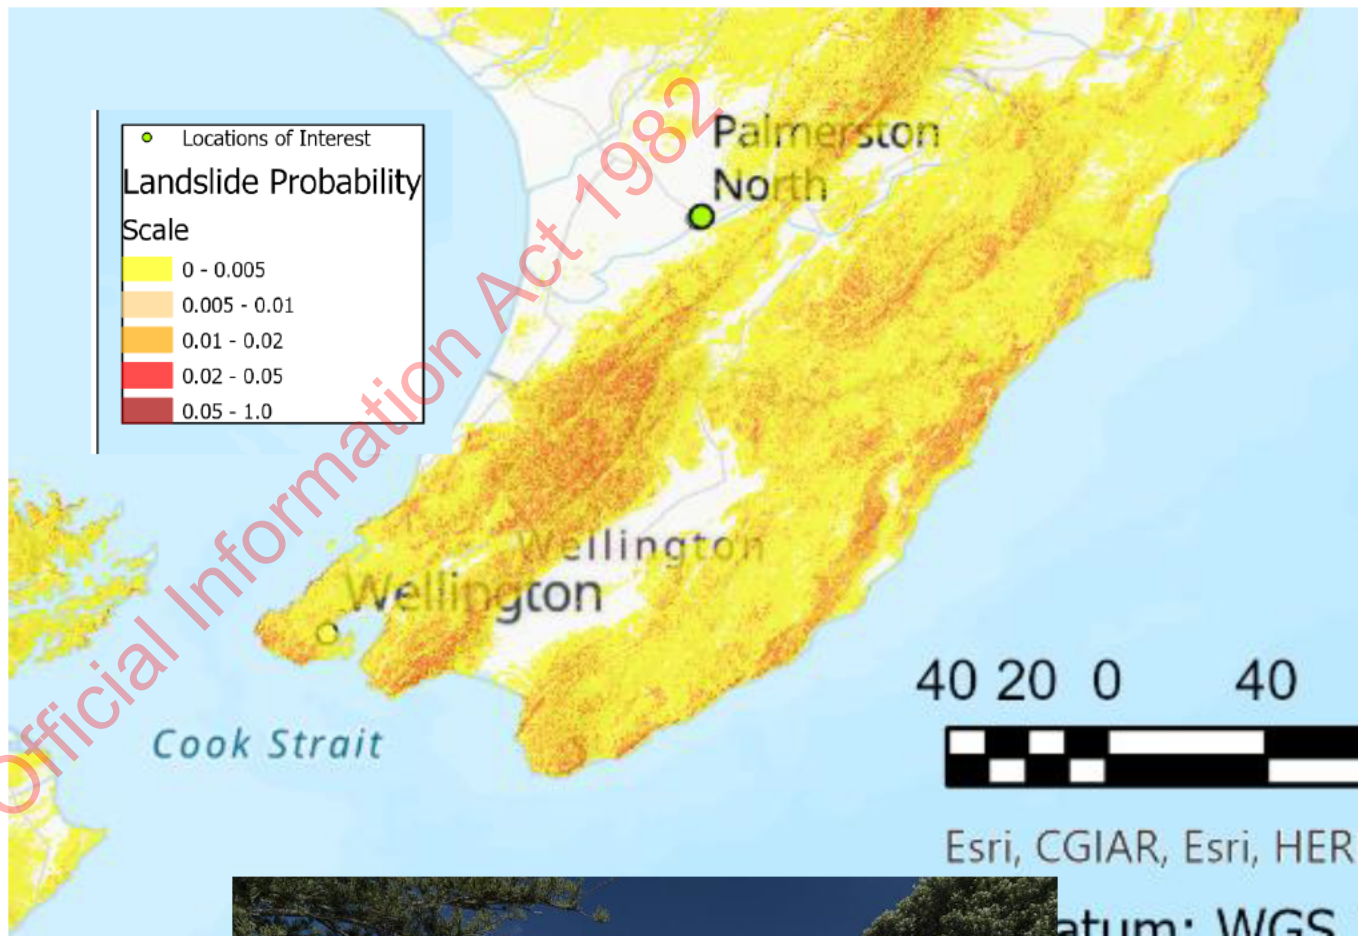 Locations of Interest
Landslide Probability
Scale
0 - 0.005
0.005 - 0.01
0.01 - 0.02
0.02 - 0.05
0.05 - 1.0
Official Information Act 1982
Palmerston
North
Wellington
Wellington
Cook Strait
40 20 0 40
Esri, CGIAR, Esri, HER
atum: WGS